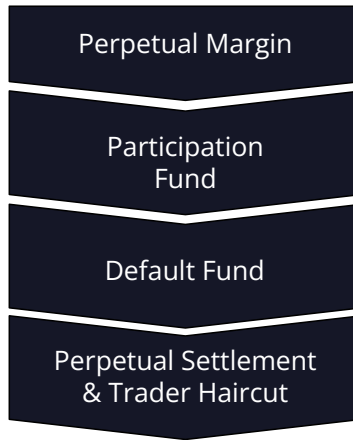 Perpetual Margin
Participation
Fund
Default Fund
Perpetual Settlement
& Trader Haircut